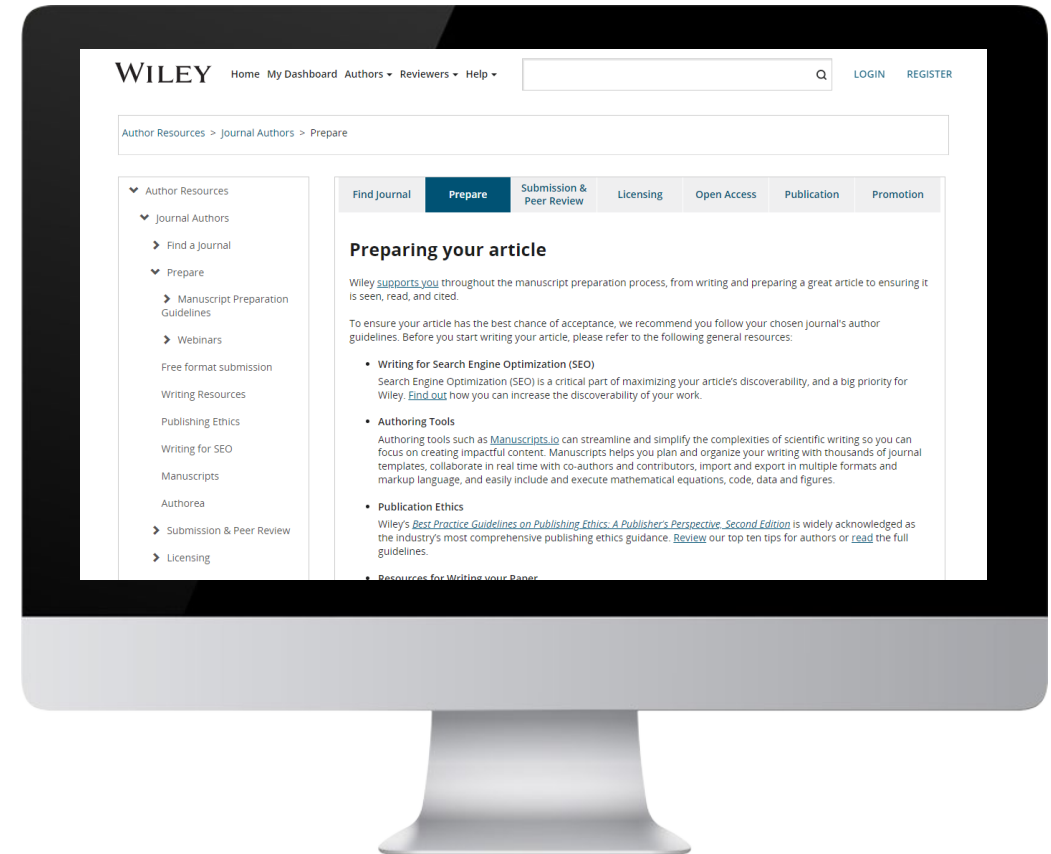 WILEY Home My Dashboard Authors Reviewers Help LOGIN REGISTER
Author Resources > Journal Authors > Prepare
Author Resources
Journal Authors
Find a Journal
Prepare
Manuscript Preparation
Guidelines
Webinars
Free format submission
Writing Resources
Publishing Ethics
Writing for SEO
Manuscripts
Authorea
Submission & Peer Review
Licensing
Find Journal
Prepare
Submission &
Peer Review
Licensing
Open Access
Publication
Promotion
Preparing your article
Wiley supports you throughout the manuscript preparation process, from writing and preparing a great article to ensuring it
is seen, read, and cited.
To ensure your article has the best chance of acceptance, we recommend you follow your chosen journal's author
guidelines. Before you start writing your article, please refer to the following general resources:
• Writing for Search Engine Optimization (SEO)
Search Engine Optimization (SEO) is a critical part of maximizing your article's discoverability, and a big priority for
Wiley. Find out how you can increase the discoverability of your work.
• Authoring Tools
Authoring tools such as Manuscripts.io can streamline and simplify the complexities of scientific writing so you can
focus on creating impactful content. Manuscripts helps you plan and organize your writing with thousands of journal
templates, collaborate in real time with co-authors and contributors, import and export in multiple formats and
markup language, and easily include and execute mathematical equations, code, data and figures.
• Publication Ethics
Wiley's Best Practice Guidelines on Publishing Ethics: A Publisher's Perspective, Second Edition is widely acknowledged as
the industry's most comprehensive publishing ethics guidance. Review our top ten tips for authors or read the full
guidelines.
• Resources for Writing your Paper